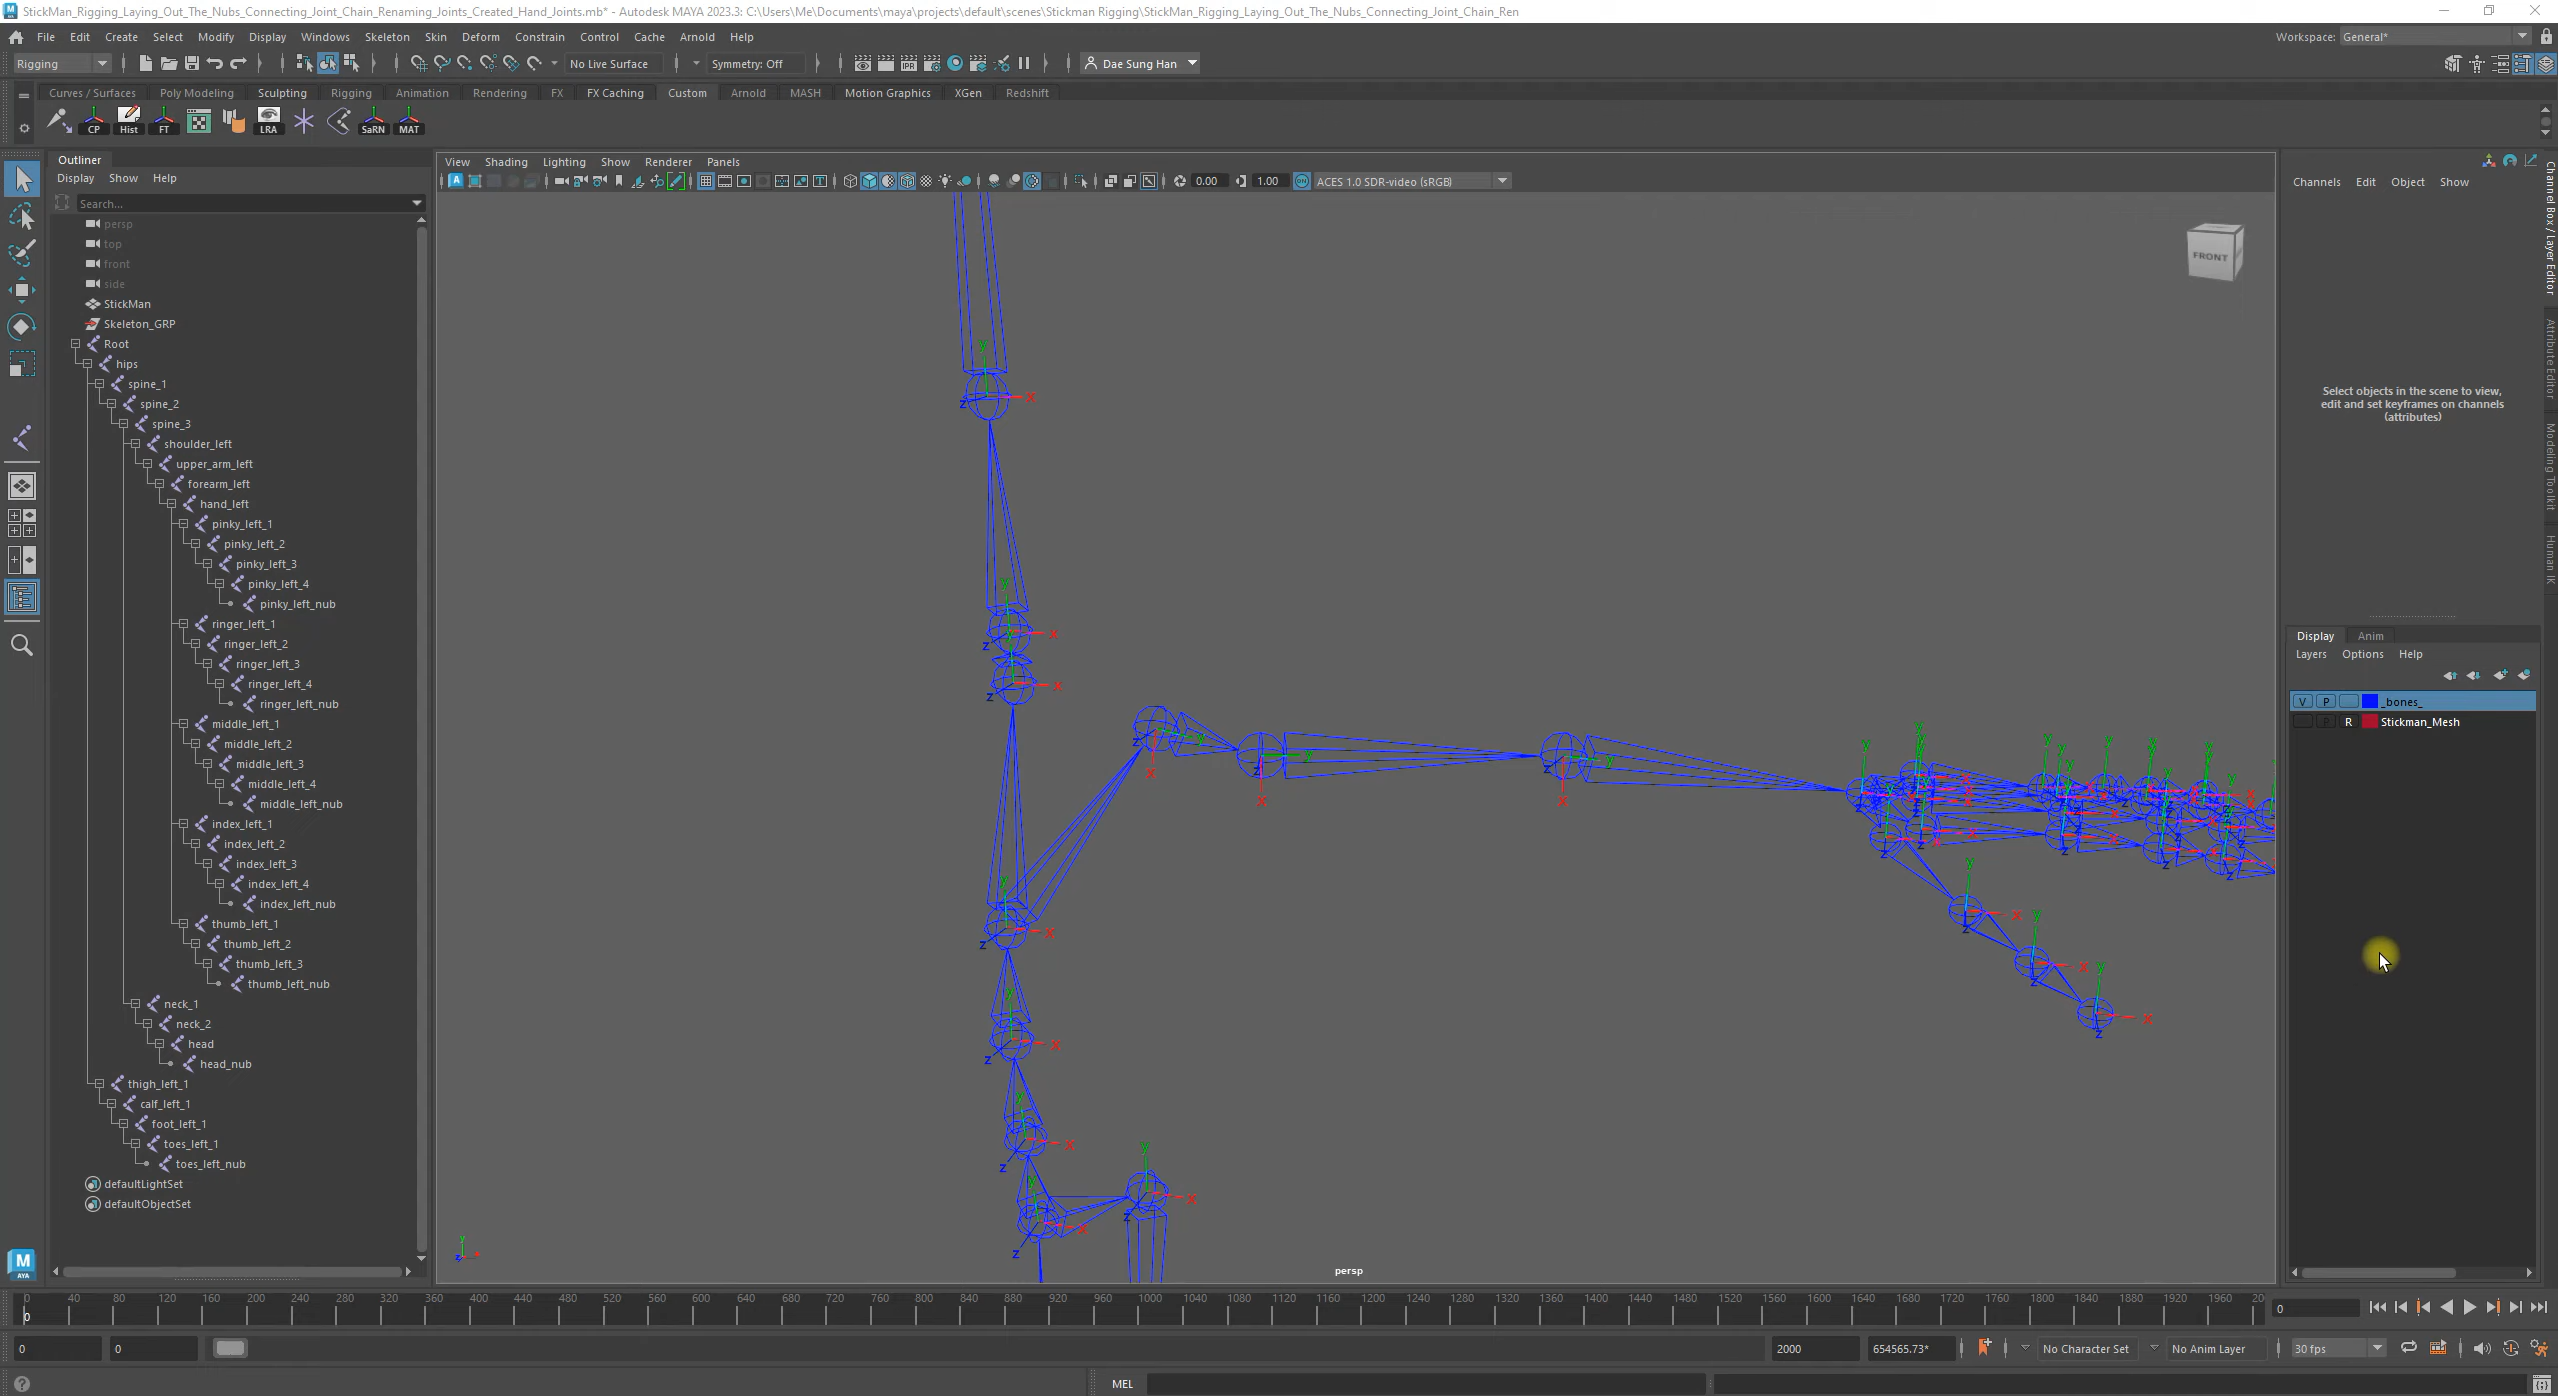 StickMan_Rigging_Laying_Out_The_Nubs_Connecting_Joint_Chain_Renaming_Joints_Created_Hand_Joints.mb* - Autodesk MAYA 2023.3: C:\Users\Me\Documents\maya\projects\default\scenes\Stickman Rigging\StickMan_Rigging_Laying_Out_The_Nubs_Connecting_Joint_Chain_Ren
File Edit Create Select Modify Display Windows Skeleton Skin Deform Constrain Control Cache Arnold Help
Workspace: General*
Rigging
No Live Surface
Symmetry: Off
Dae Sung Han
Curves / Surfaces Poly Modeling Sculpting Rigging Animation Rendering FX FX Caching Custom Arnold MASH Motion Graphics XGen Redshift
CP Hist FT LRA SaRN MAT
Outliner
Display Show Help
Search...
persp
top
front
side
StickMan
Skeleton_GRP
Root
hips
spine_1
spine_2
spine_3
shoulder_left
upper_arm_left
forearm_left
hand_left
pinky_left_1
pinky_left_2
pinky_left_3
pinky_left_4
pinky_left_nub
ringer_left_1
ringer_left_2
ringer_left_3
ringer_left_4
ringer_left_nub
middle_left_1
middle_left_2
middle_left_3
middle_left_4
middle_left_nub
index_left_1
index_left_2
index_left_3
index_left_4
index_left_nub
thumb_left_1
thumb_left_2
thumb_left_3
thumb_left_nub
neck_1
neck_2
head
head_nub
thigh_left_1
calf_left_1
foot_left_1
toes_left_1
toes_left_nub
defaultLightSet
defaultObjectSet
View Shading Lighting Show Renderer Panels
0.00 1.00 ACES 1.0 SDR-video (sRGB)
FRONT
persp
Channels Edit Object Show
Select objects in the scene to view,
edit and set keyframes on channels
(attributes)
Channel Box / Layer Editor
Attribute Editor
Modeling Toolkit
Human IK
Display Anim
Layers Options Help
V P _bones_
P R Stickman_Mesh
0 40 80 120 160 200 240 280 320 360 400 440 480 520 560 600 640 680 720 760 800 840 880 920 960 1000 1040 1080 1120 1160 1200 1240 1280 1320 1360 1400 1440 1480 1520 1560 1600 1640 1680 1720 1760 1800 1840 1880 1920 1960 20
0
0
0 0 2000 654565.73* No Character Set No Anim Layer 30 fps
MEL